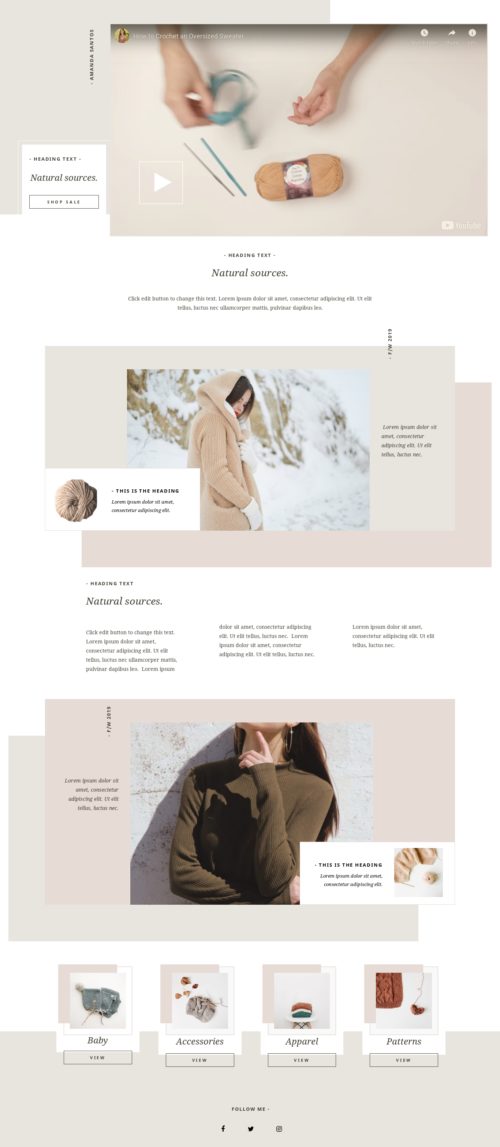 - AMANDA SANTOS
How to Crochet an Oversized Sweater
YouTube
- HEADING TEXT -
Natural sources.
SHOP SALE
- HEADING TEXT -
Natural sources.
Click edit button to change this text. Lorem ipsum dolor sit amet, consectetur adipiscing elit. Ut elit
tellus, luctus nec ullamcorper mattis, pulvinar dapibus leo.
- F/W 2019
Lorem ipsum dolor sit
amet, consectetur
adipiscing elit. Ut elit
tellus, luctus nec.
- THIS IS THE HEADING
Lorem ipsum dolor sit amet,
consectetur adipiscing elit.
- HEADING TEXT
Natural sources.
Click edit button to change this text.
Lorem ipsum dolor sit amet,
consectetur adipiscing elit. Ut elit
tellus, luctus nec ullamcorper mattis,
pulvinar dapibus leo. Lorem ipsum
dolor sit amet, consectetur adipiscing
elit. Ut elit tellus, luctus nec. Lorem
ipsum dolor sit amet, consectetur
adipiscing elit. Ut elit tellus, luctus nec.
Lorem ipsum dolor sit amet,
consectetur adipiscing elit. Ut elit
tellus, luctus nec.
- F/W 2019
Lorem ipsum dolor sit
amet, consectetur
adipiscing elit. Ut elit
tellus, luctus nec.
- THIS IS THE HEADING
Lorem ipsum dolor sit amet,
consectetur adipiscing elit.
Baby
VIEW
Accessories
VIEW
Apparel
VIEW
Patterns
VIEW
FOLLOW ME -